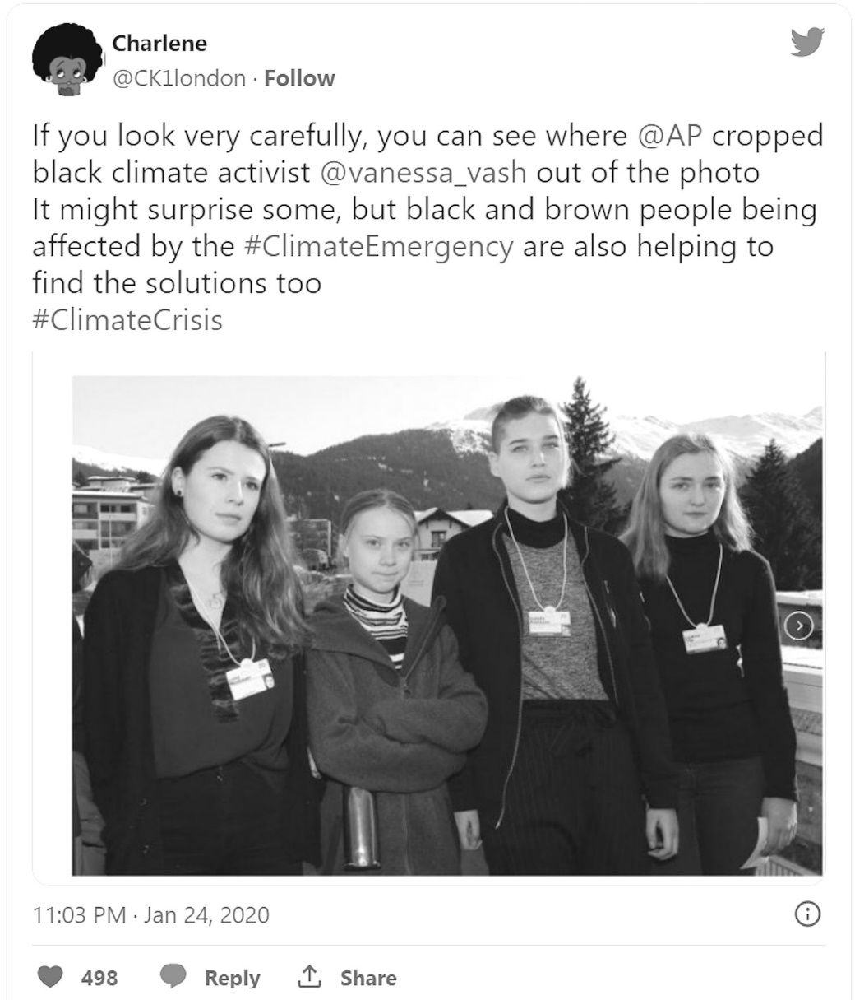 Charlene
@CK1london · Follow
If you look very carefully, you can see where @AP cropped
black climate activist @vanessa_vash out of the photo
It might surprise some, but black and brown people being
affected by the #ClimateEmergency are also helping to
find the solutions too
#ClimateCrisis
11:03 PM · Jan 24, 2020
498 Reply Share